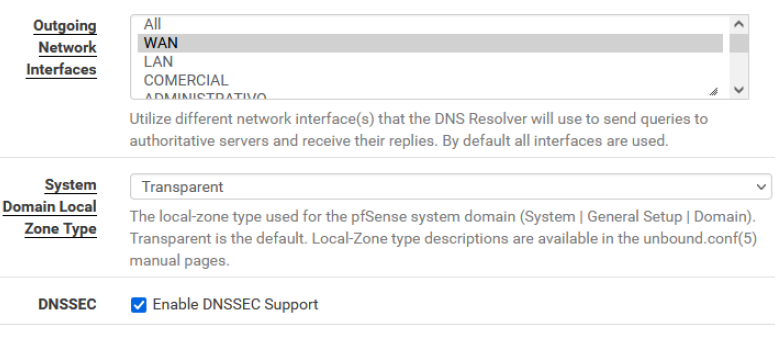 Outgoing Network Interfaces
All
WAN
LAN
COMERCIAL
ADMINISTRATIVO
Utilize different network interface(s) that the DNS Resolver will use to send queries to
authoritative servers and receive their replies. By default all interfaces are used.
System Domain Local Zone Type
Transparent
The local-zone type used for the pfSense system domain (System | General Setup | Domain).
Transparent is the default. Local-Zone type descriptions are available in the unbound.conf(5)
manual pages.
DNSSEC
Enable DNSSEC Support